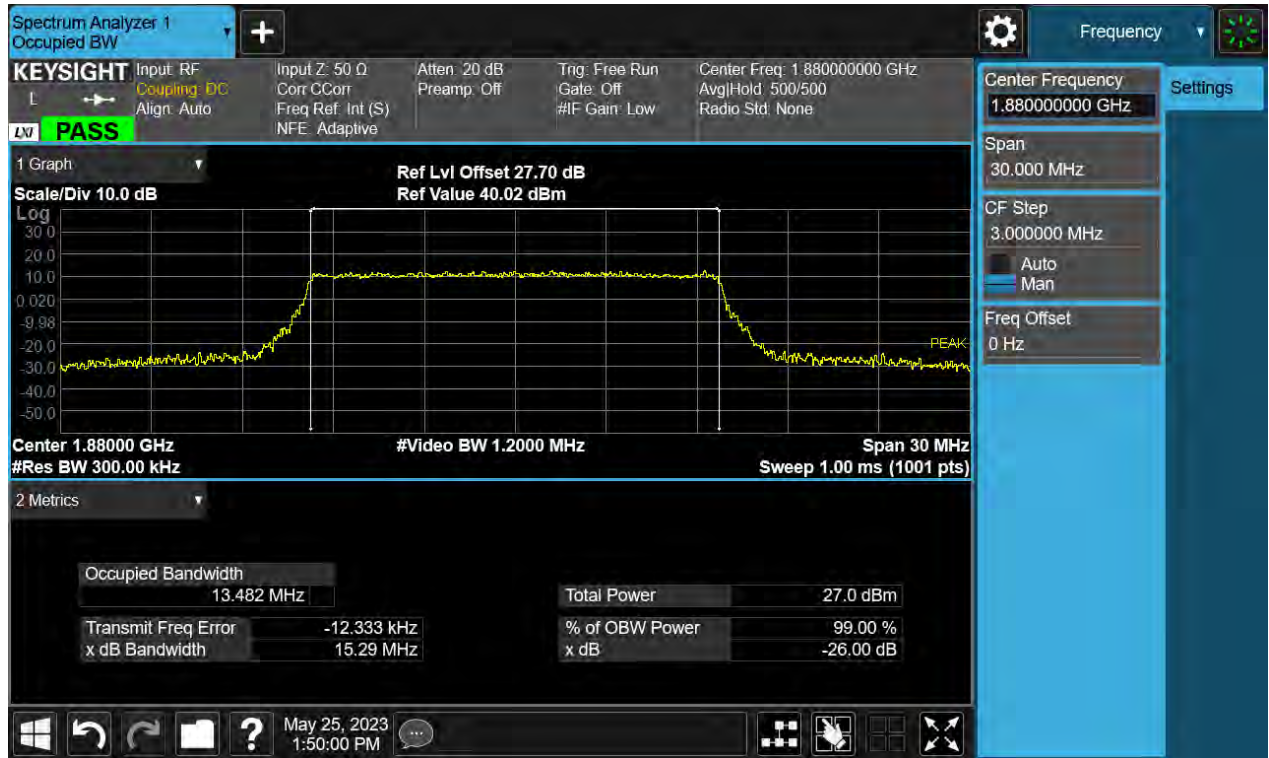 Spectrum Analyzer 1
Occupied BW
+
Frequency
KEYSIGHT
L
LXI PASS
Input: RF
Coupling: DC
Align: Auto
Input Z: 50 Ω
Corr CCorr
Freq Ref: Int (S)
NFE: Adaptive
Atten: 20 dB
Preamp: Off
Trig: Free Run
Gate: Off
#IF Gain: Low
Center Freq: 1.880000000 GHz
Avg|Hold: 500/500
Radio Std: None
Center Frequency
1.880000000 GHz
Settings
Span
30.000 MHz
CF Step
3.000000 MHz
Auto
Man
Freq Offset
0 Hz
1 Graph
Scale/Div 10.0 dB
Ref Lvl Offset 27.70 dB
Ref Value 40.02 dBm
Log
30.0
20.0
10.0
0.020
-9.98
-20.0
-30.0
-40.0
-50.0
PEAK
Center 1.88000 GHz
#Video BW 1.2000 MHz
Span 30 MHz
#Res BW 300.00 kHz
Sweep 1.00 ms (1001 pts)
2 Metrics
Occupied Bandwidth
13.482 MHz
Total Power 27.0 dBm
Transmit Freq Error -12.333 kHz
% of OBW Power 99.00 %
x dB Bandwidth 15.29 MHz
x dB -26.00 dB
?
May 25, 2023
1:50:00 PM